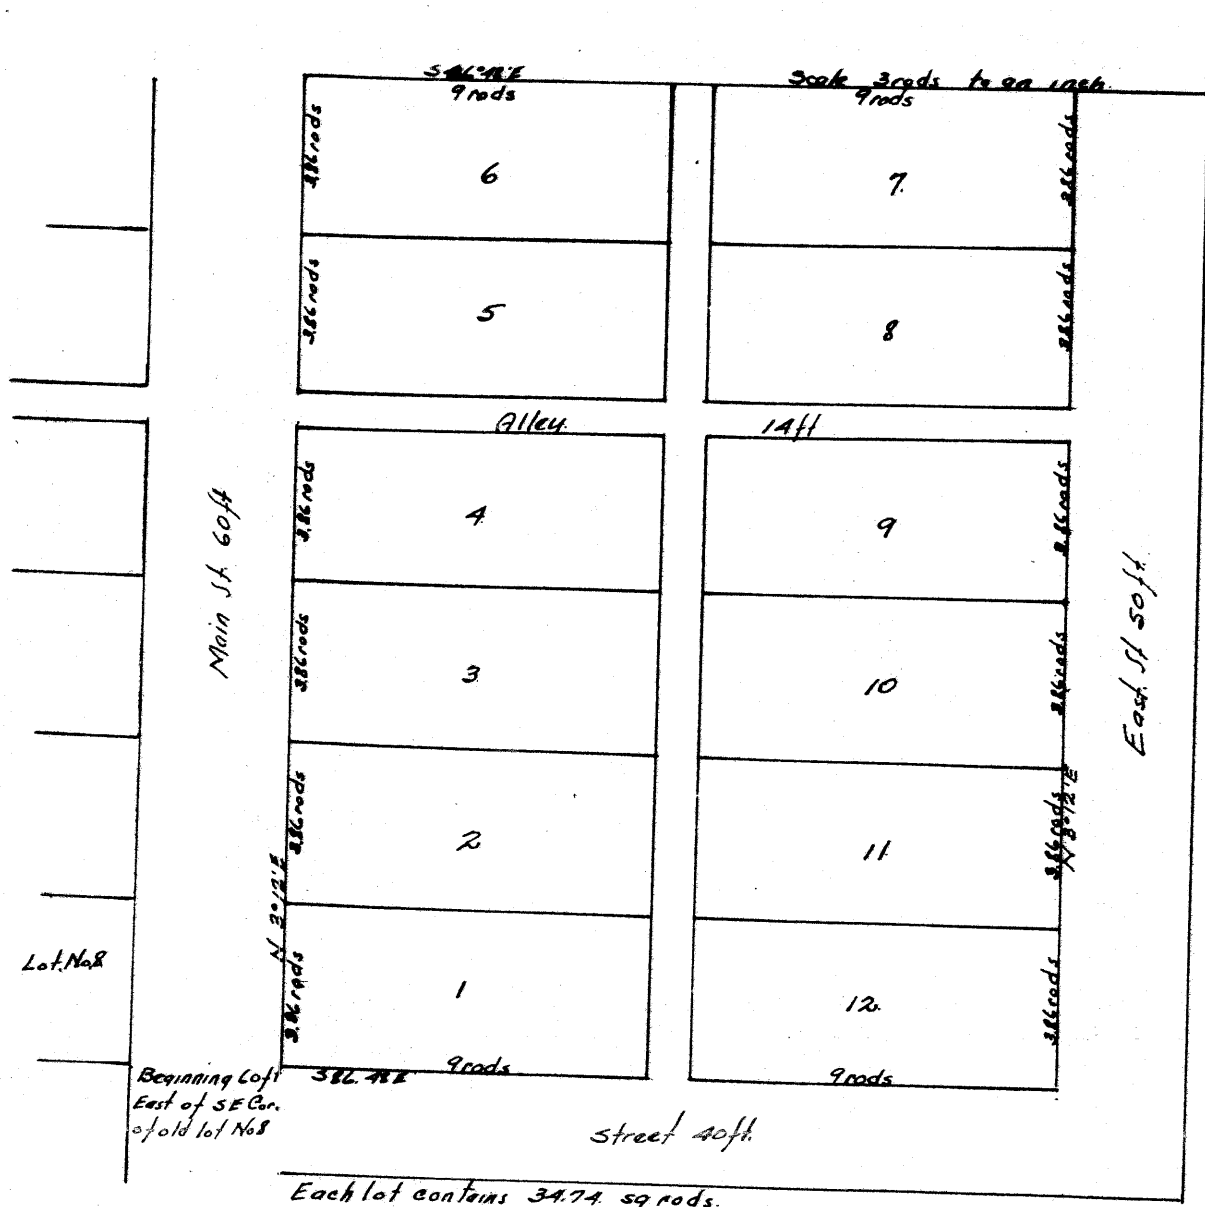 S 86° 48' E
Scale 3 rods to an inch.
9 rods
9 rods
3.86 rods
6
7.
3.86 rods
3.86 rods
5
8
3.86 rods
Alley.
14 ft
3.86 rods
4
9
3.86 rods
Main St. 60 ft
East. St 50 ft.
3.86 rods
3
10
3.86 rods
3.86 rods
2
11
3.86 rods
N 3° 12' E
N 3° 12' E
Lot. No. 8
3.86 rods
1
12.
3.86 rods
Beginning 60 ft
East of SE Cor.
of old lot No 8
S 86. 48 E
9 rods
9 rods
Street 40 ft.
Each lot contains 34.74. sq rods.